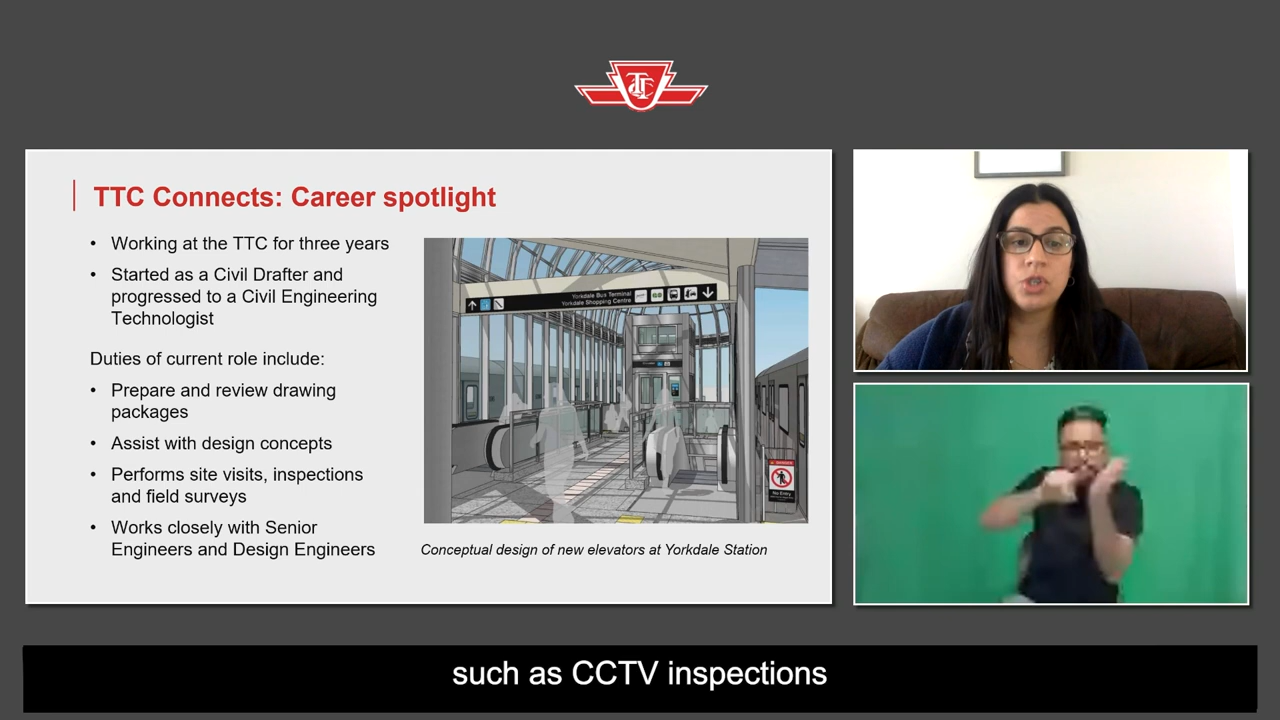 TTC
TTC Connects: Career spotlight
• Working at the TTC for three years
• Started as a Civil Drafter and
progressed to a Civil Engineering
Technologist
Duties of current role include:
• Prepare and review drawing
packages
• Assist with design concepts
• Performs site visits, inspections
and field surveys
• Works closely with Senior
Engineers and Design Engineers
Yorkdale Bus Terminal
Yorkdale Shopping Centre
DANGER
No Entry
Conceptual design of new elevators at Yorkdale Station
such as CCTV inspections